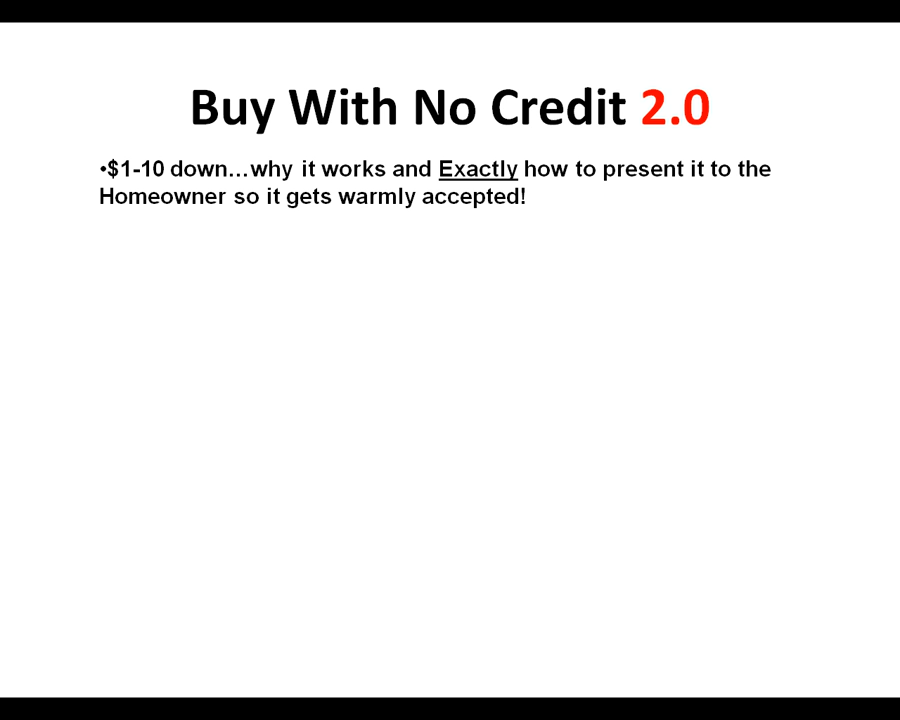 Buy With No Credit 2.0
•$1-10 down...why it works and Exactly how to present it to the
Homeowner so it gets warmly accepted!